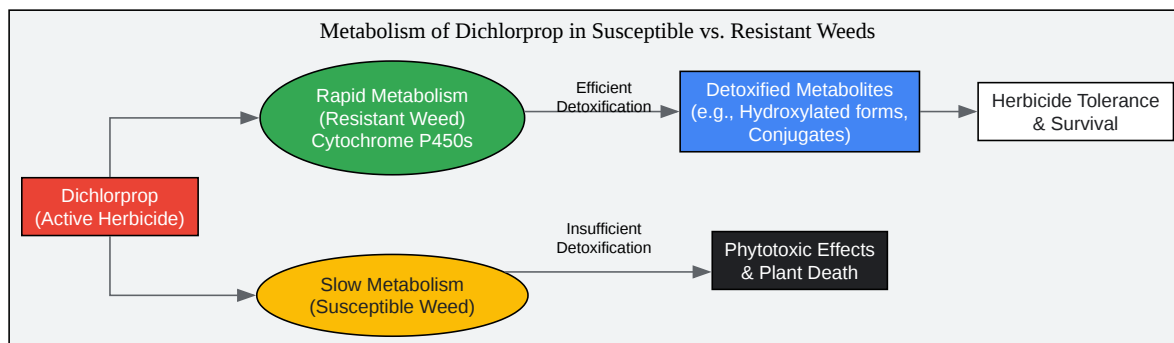 Metabolism of Dichlorprop in Susceptible vs. Resistant Weeds
Dichlorprop
(Active Herbicide)
Rapid Metabolism
(Resistant Weed)
Cytochrome P450s
Efficient
Detoxification
Detoxified Metabolites
(e.g., Hydroxylated forms,
Conjugates)
Herbicide Tolerance
& Survival
Slow Metabolism
(Susceptible Weed)
Insufficient
Detoxification
Phytotoxic Effects
& Plant Death